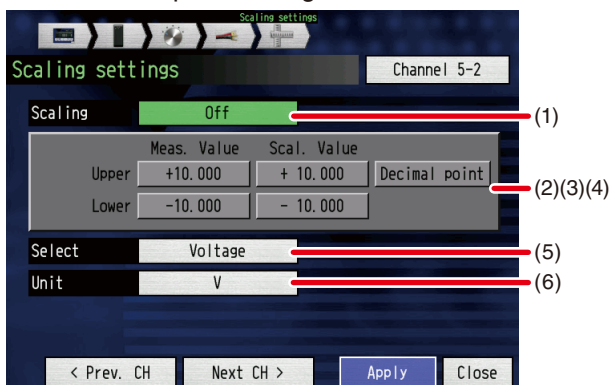 Scaling settings
Scaling settings Channel 5-2
Scaling Off (1)
Meas. Value Scal. Value
Upper +10.000 + 10.000 Decimal point (2)(3)(4)
Lower -10.000 - 10.000
Select Voltage (5)
Unit V (6)
< Prev. CH Next CH > Apply Close